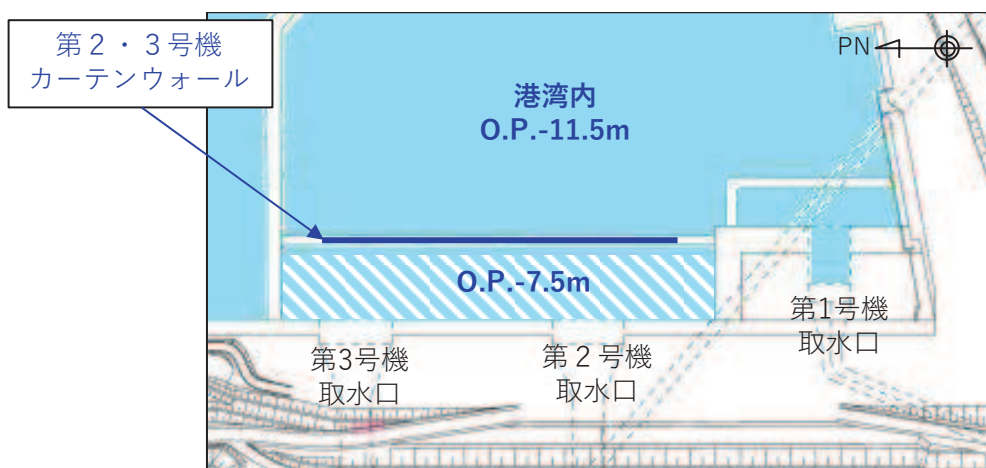 第２・３号機
カーテンウォール
PN
港湾内
O.P.-11.5m
O.P.-7.5m
第3号機
取水口
第２号機
取水口
第1号機
取水口